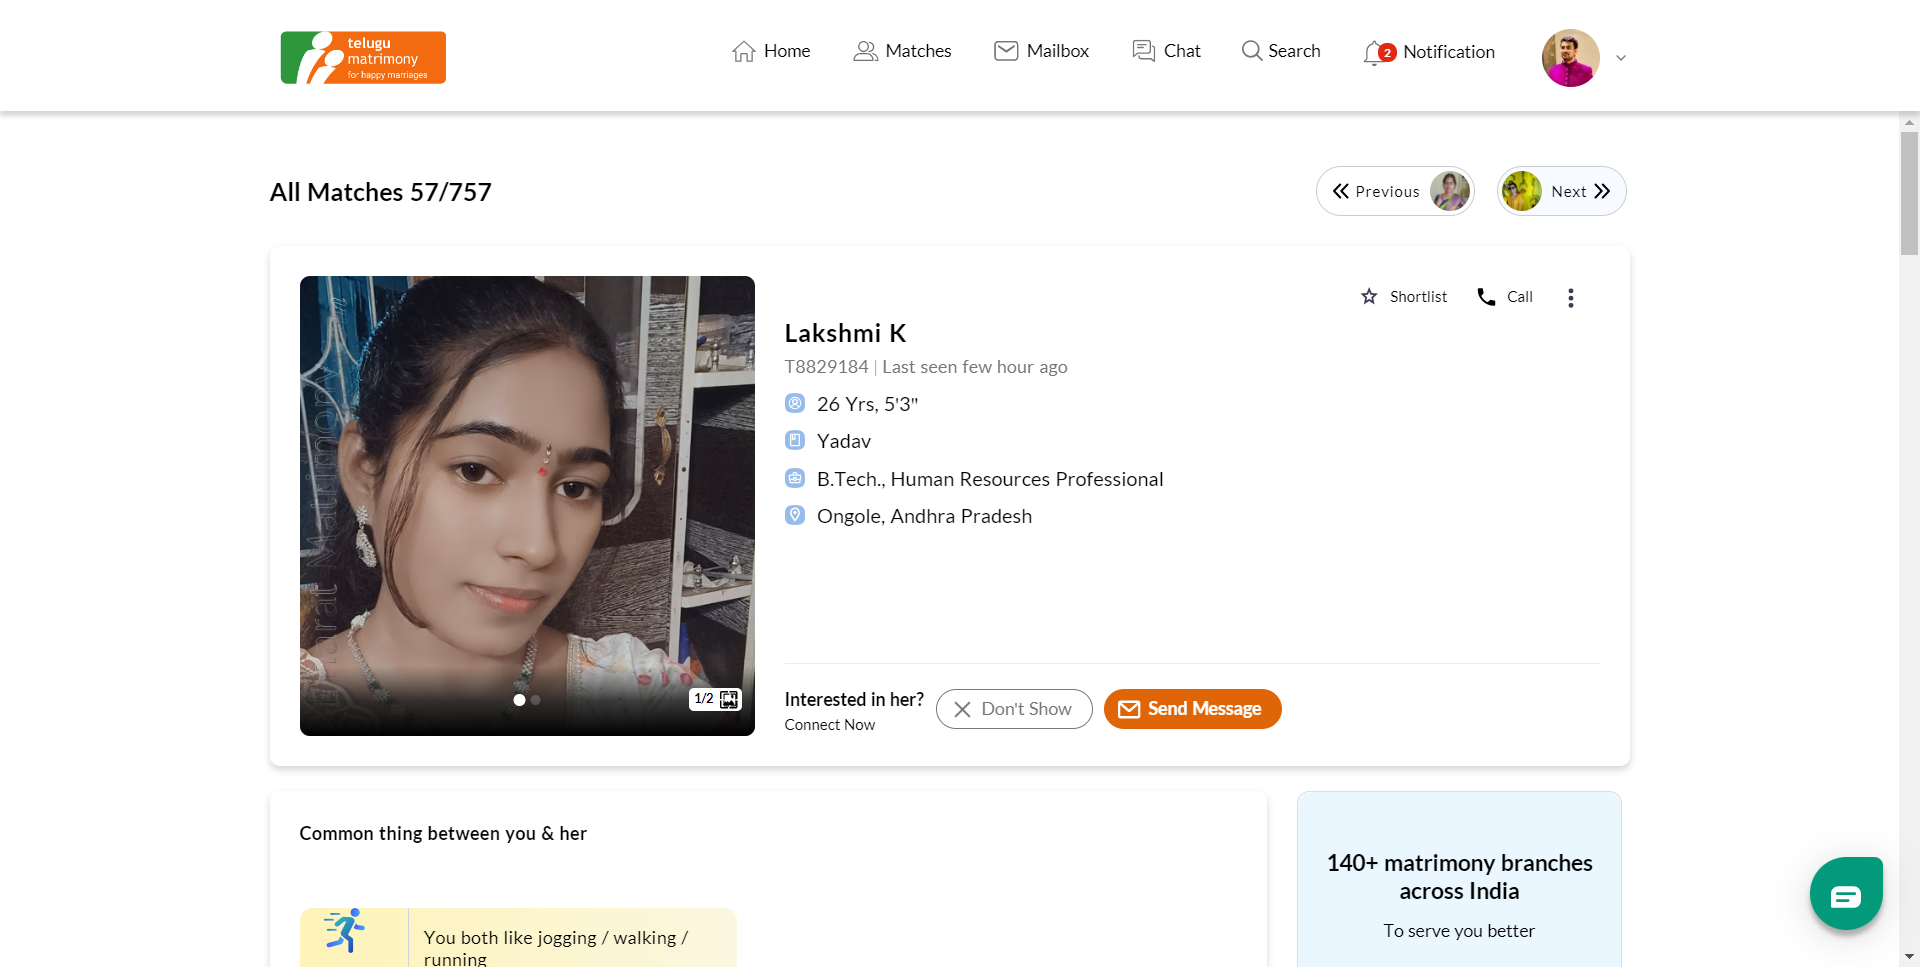 telugu
matrimony
for happy marriages
Home
Matches
Mailbox
Chat
Search
2
Notification
All Matches 57/757
Previous
Next
Shortlist
Call
Lakshmi K
T8829184 | Last seen few hour ago
26 Yrs, 5'3"
Yadav
B.Tech., Human Resources Professional
Ongole, Andhra Pradesh
arat Matrimony
1/2
Interested in her?
Connect Now
Don't Show
Send Message
Common thing between you & her
You both like jogging / walking /
running
140+ matrimony branches
across India
To serve you better